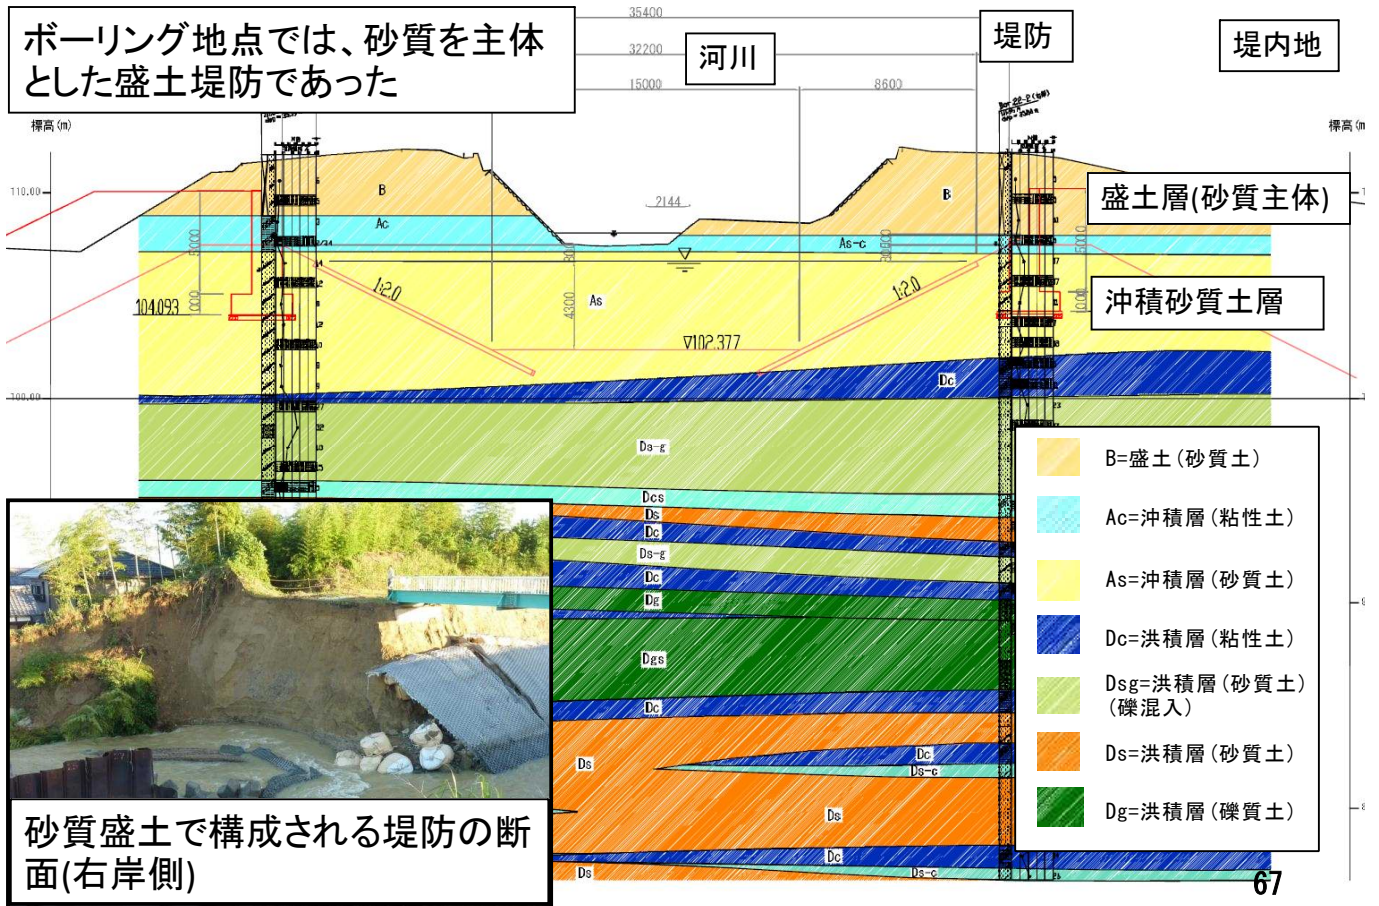 ボーリング地点では、砂質を主体
とした盛土堤防であった
35400
32200
15000
8600
河川
堤防
堤内地
標高(m)
標高(m
110.00
B
B
盛土層(砂質主体)
2144
Ac
As-c
5000
5000
1:2.0
1:2.0
As
4300
104.093
沖積砂質土層
▽102.377
Dc
100.00
Ds-g
Dcs
Ds
Dc
Ds-g
Dc
Dg
Dgs
Dc
Ds
Dc
Ds-c
Ds
Dc
Ds
Ds-c
B=盛土(砂質土)
Ac=沖積層(粘性土)
As=沖積層(砂質土)
Dc=洪積層(粘性土)
Dsg=洪積層(砂質土)
(礫混入)
Ds=洪積層(砂質土)
Dg=洪積層(礫質土)
砂質盛土で構成される堤防の断
面(右岸側)
67